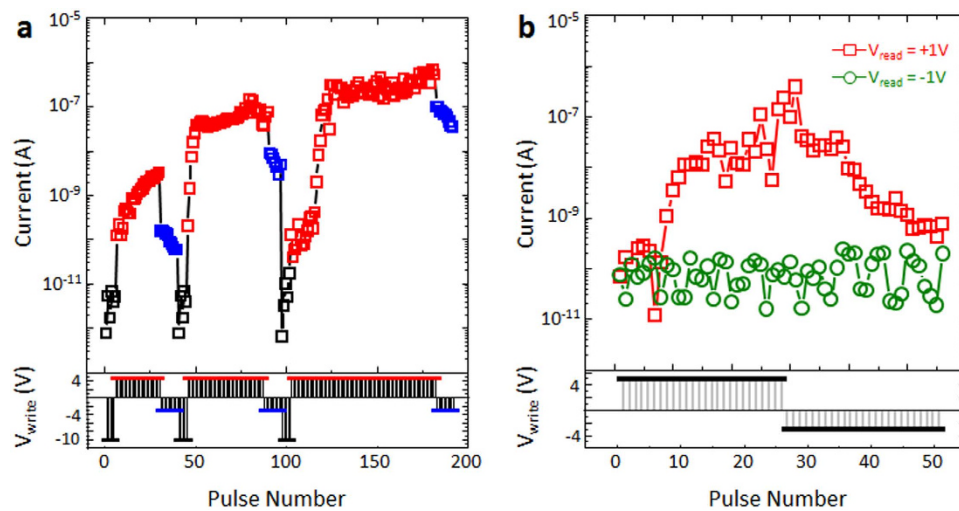 a
10⁻⁵
10⁻⁷
10⁻⁹
10⁻¹¹
Current (A)
4
0
-4
-10
V_write (V)
0
50
100
150
200
Pulse Number
b
10⁻⁵
10⁻⁷
10⁻⁹
10⁻¹¹
Current (A)
V_read = +1V
V_read = -1V
4
0
-4
V_write (V)
0
10
20
30
40
50
Pulse Number